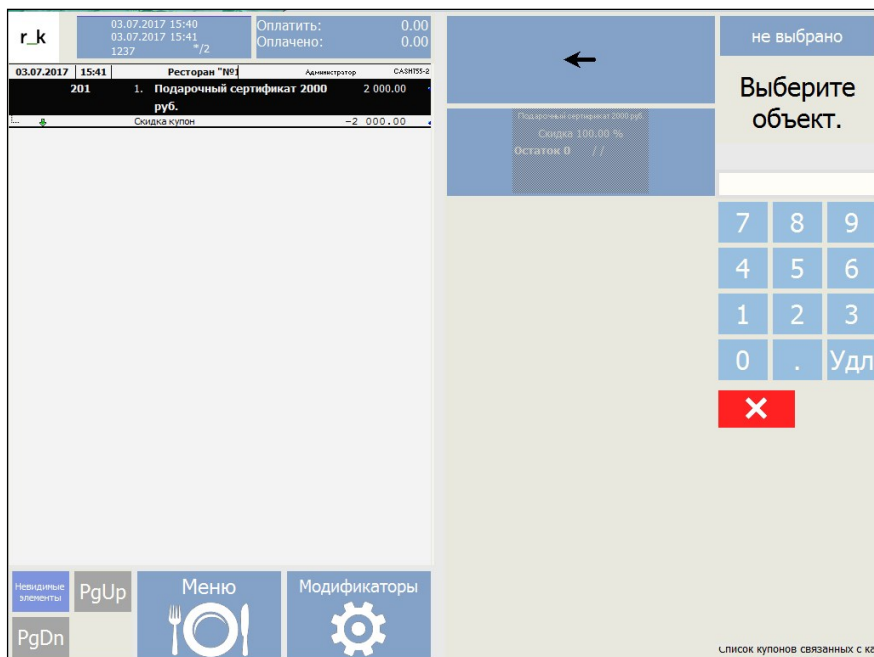 r_k
03.07.2017 15:40
03.07.2017 15:41
1237 */2
Оплатить: 0.00
Оплачено: 0.00
03.07.2017 15:41 Ресторан "№1 Администратор CASHT55-2
201 1. Подарочный сертификат 2000 руб. 2 000.00
Скидка купон -2 000.00
Подарочный сертификат 2000 руб.
Скидка 100.00 %
Остаток 0 / /
не выбрано
Выберите
объект.
7 8 9
4 5 6
1 2 3
0 . Удл
Невидимые
элементы
PgUp
PgDn
Меню
Модификаторы
Список купонов связанных с ка